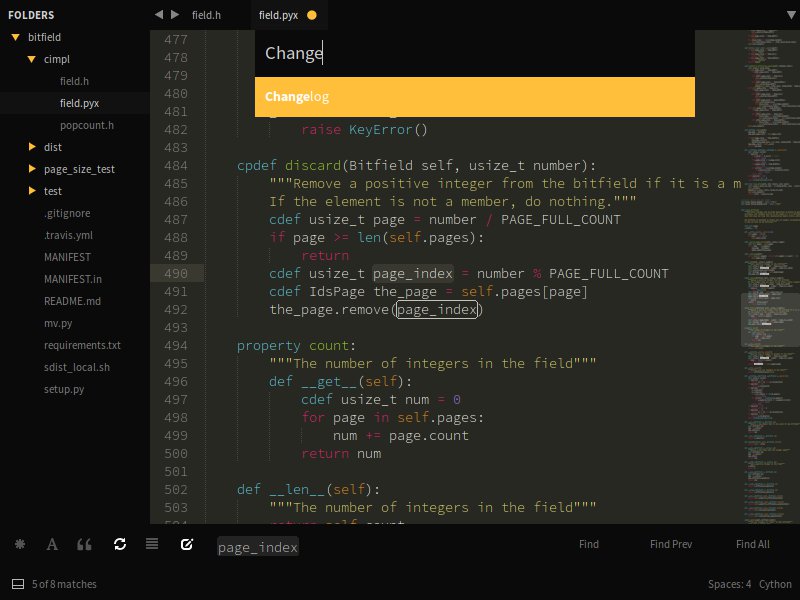 FOLDERS
bitfield
cimpl
field.h
field.pyx
popcount.h
dist
page_size_test
test
.gitignore
.travis.yml
MANIFEST
MANIFEST.in
README.md
mv.py
requirements.txt
sdist_local.sh
setup.py
field.h
field.pyx
Change
Changelog
477
478
479
480
481
482 raise KeyError()
483
484 cpdef discard(Bitfield self, usize_t number):
485 """Remove a positive integer from the bitfield if it is a m
486 If the element is not a member, do nothing."""
487 cdef usize_t page = number / PAGE_FULL_COUNT
488 if page >= len(self.pages):
489 return
490 cdef usize_t page_index = number % PAGE_FULL_COUNT
491 cdef IdsPage the_page = self.pages[page]
492 the_page.remove(page_index)
493
494 property count:
495 """The number of integers in the field"""
496 def __get__(self):
497 cdef usize_t num = 0
498 for page in self.pages:
499 num += page.count
500 return num
501
502 def __len__(self):
503 """The number of integers in the field"""
504 return self.count
page_index
Find
Find Prev
Find All
5 of 8 matches
Spaces: 4
Cython